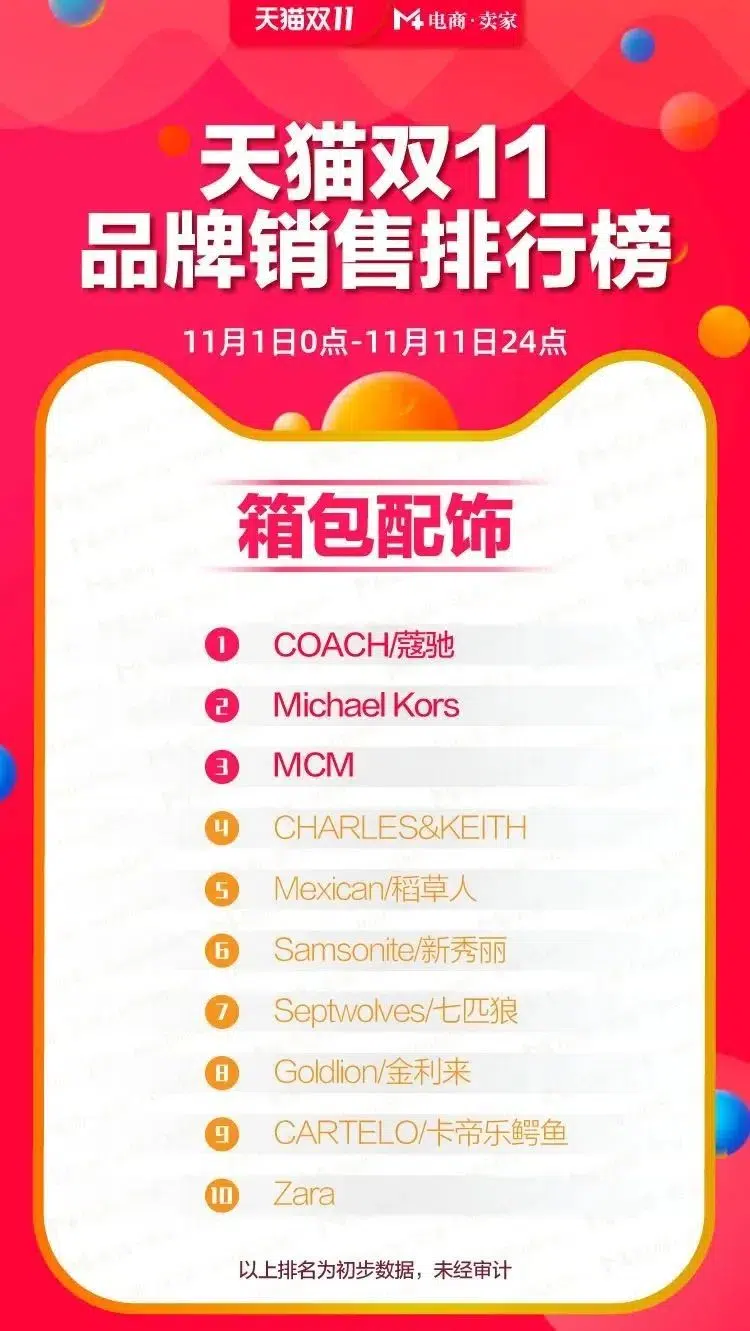 天猫双11 M4 电商·卖家
天猫双11
品牌销售排行榜
11月1日0点-11月11日24点
箱包配饰
1 COACH/蔻驰
2 Michael Kors
3 MCM
4 CHARLES&KEITH
5 Mexican/稻草人
6 Samsonite/新秀丽
7 Septwolves/七匹狼
8 Goldlion/金利来
9 CARTELO/卡帝乐鳄鱼
10 Zara
以上排名为初步数据，未经审计